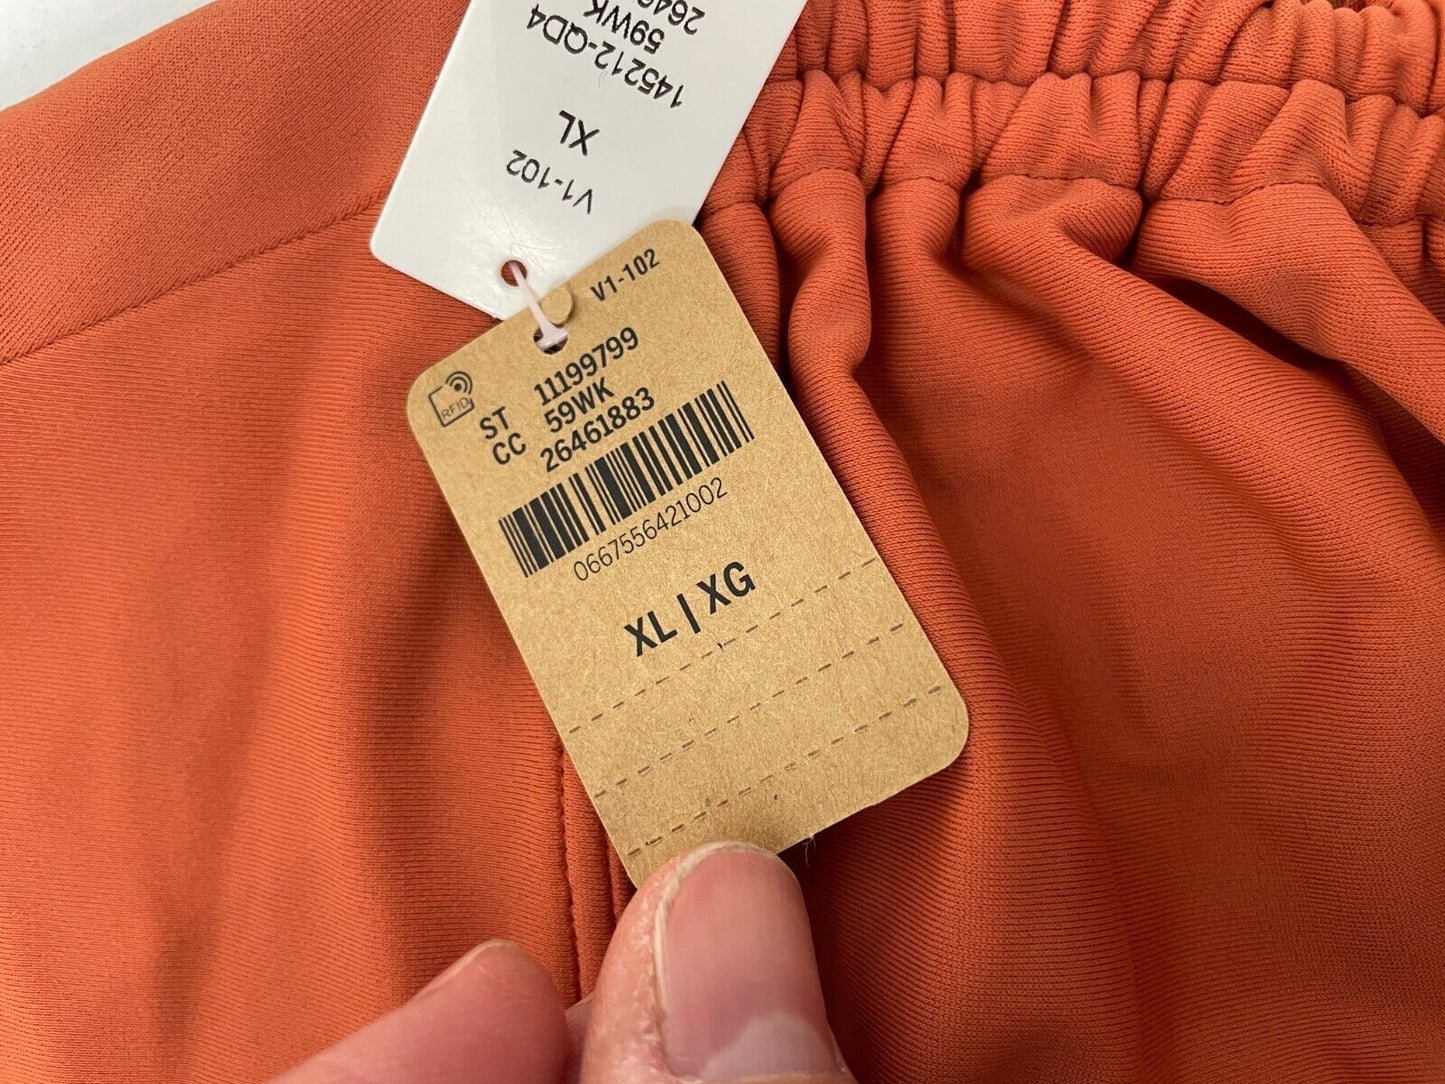 145212-QD4
59WK
XL
V1-102
V1-102
RFID
ST 11199799
CC 59WK
26461883
0667556421002
XL | XG